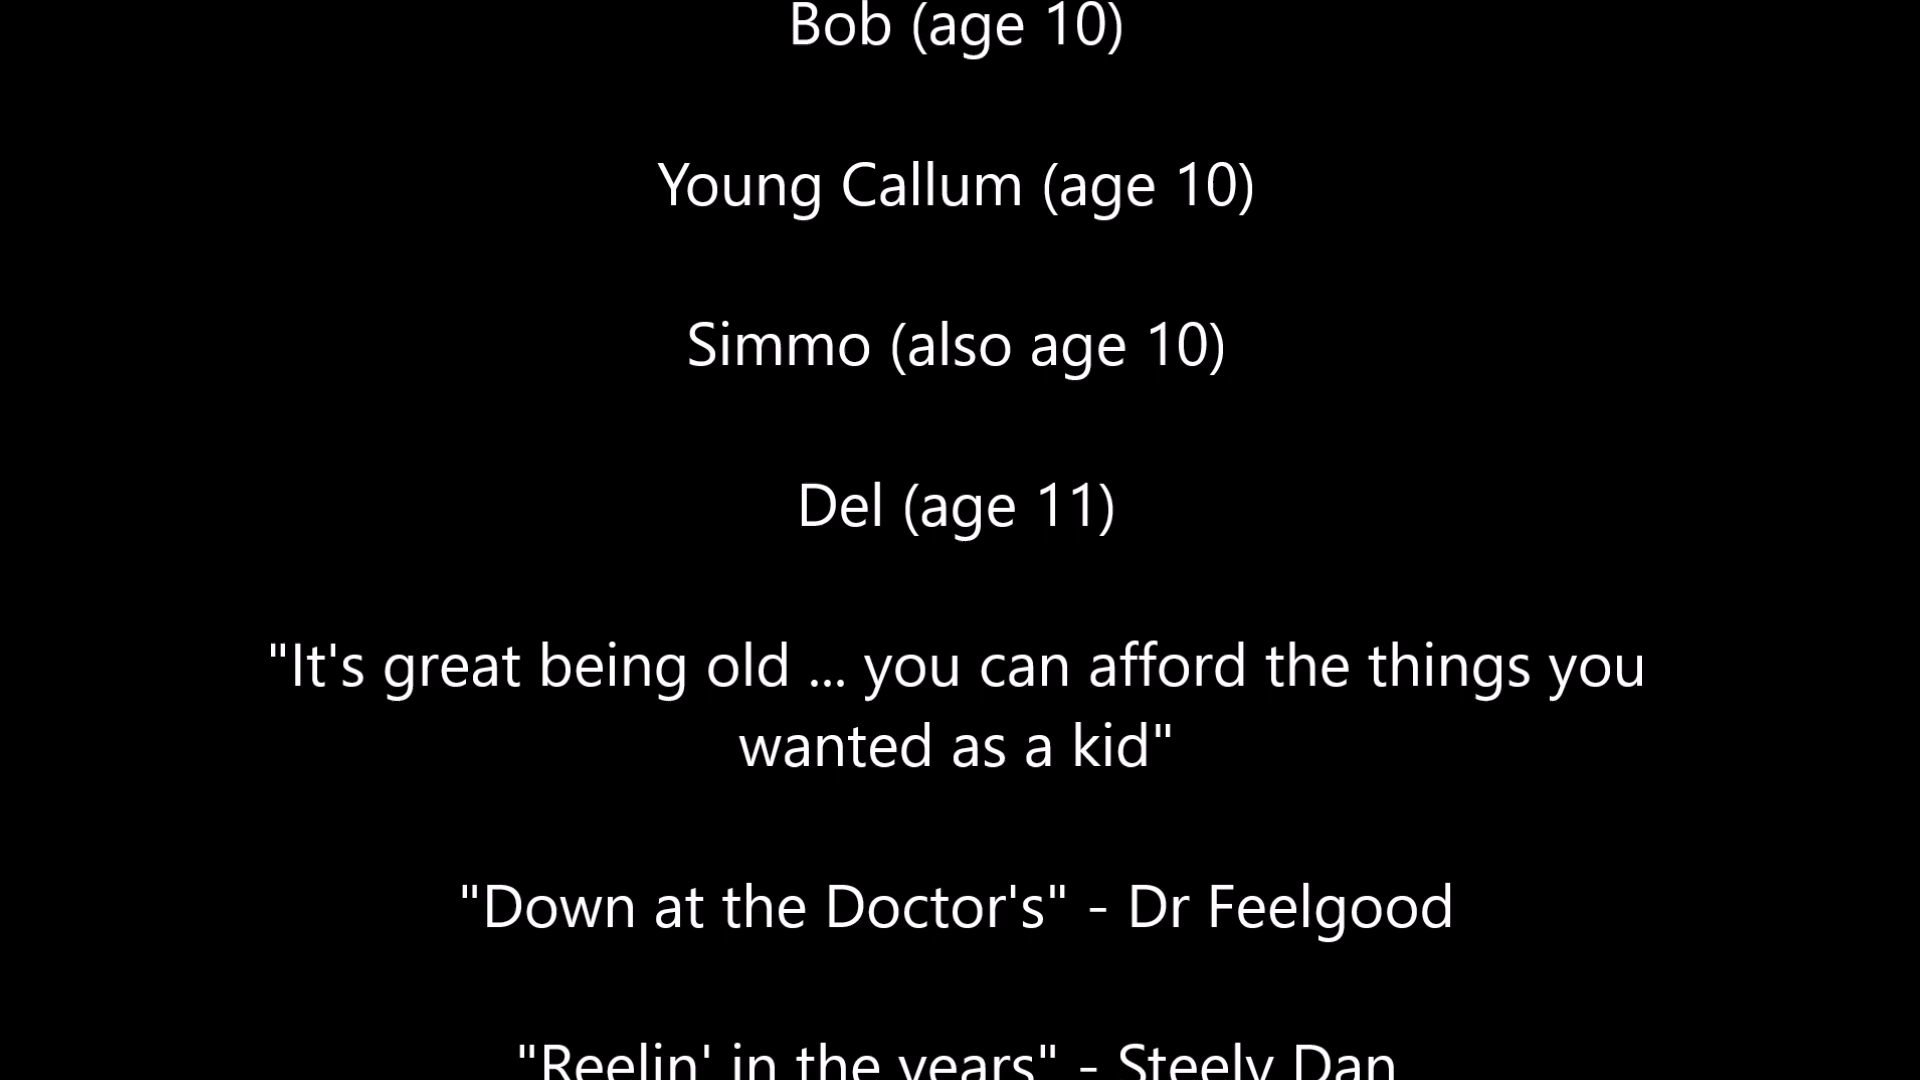 Bob (age 10)
Young Callum (age 10)
Simmo (also age 10)
Del (age 11)
"It's great being old ... you can afford the things you
wanted as a kid"
"Down at the Doctor's" - Dr Feelgood
"Reelin' in the years" - Steely Dan